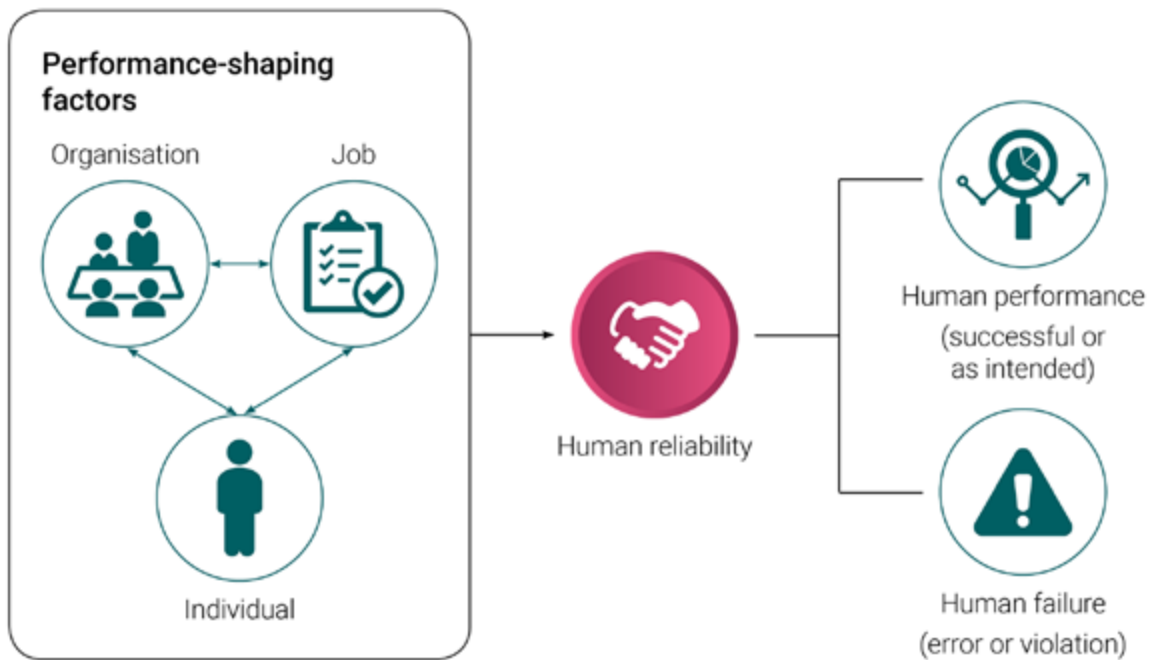 Performance-shaping
factors
Organisation
Job
Individual
Human reliability
Human performance
(successful or
as intended)
Human failure
(error or violation)